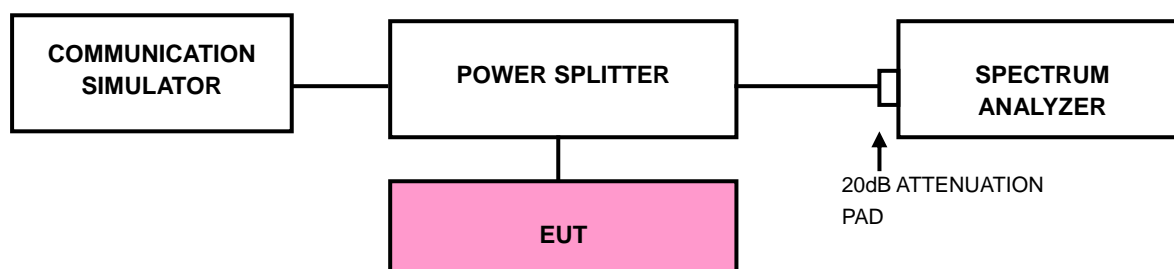 COMMUNICATION
SIMULATOR
POWER SPLITTER
SPECTRUM
ANALYZER
20dB ATTENUATION
PAD
EUT